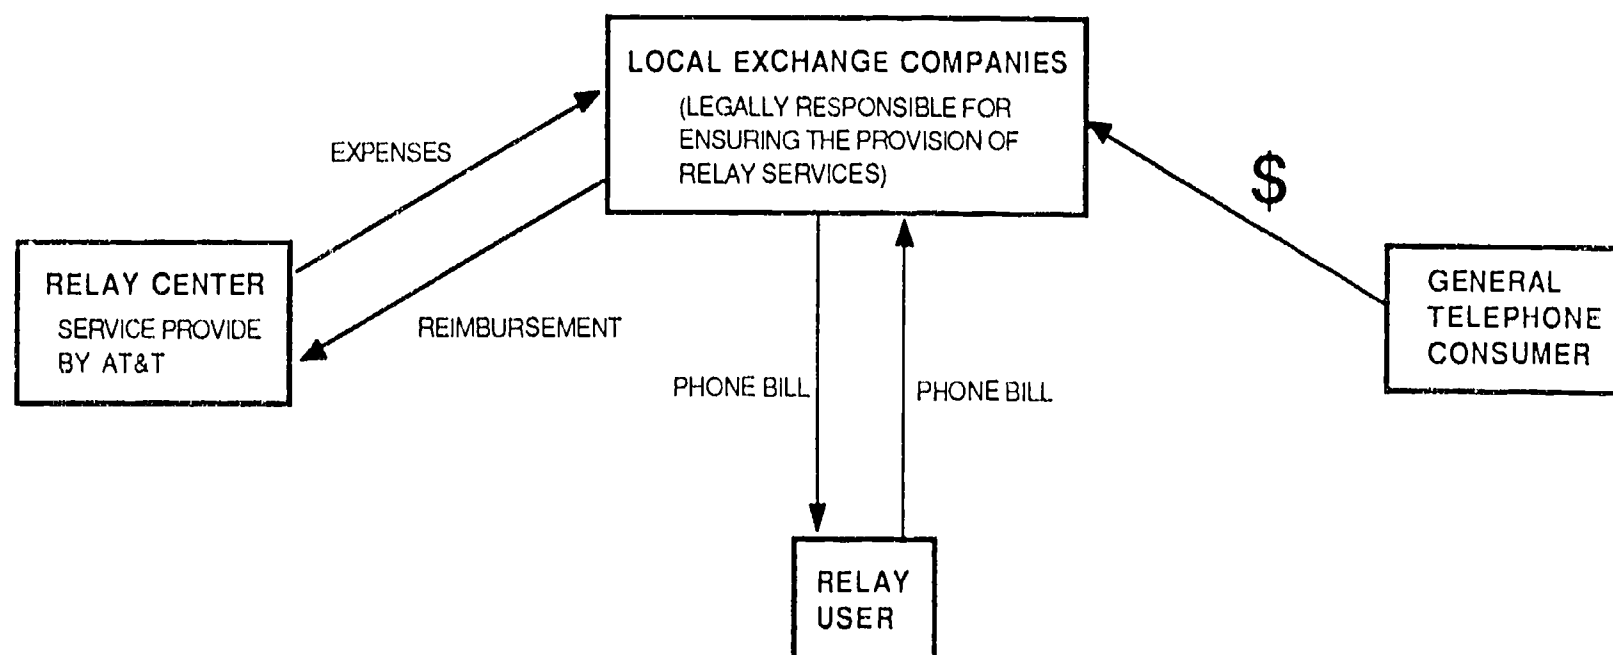 LOCAL EXCHANGE COMPANIES
(LEGALLY RESPONSIBLE FOR
ENSURING THE PROVISION OF
RELAY SERVICES)
EXPENSES
$
RELAY CENTER
SERVICE PROVIDE
BY AT&T
REIMBURSEMENT
GENERAL
TELEPHONE
CONSUMER
PHONE BILL
PHONE BILL
RELAY
USER